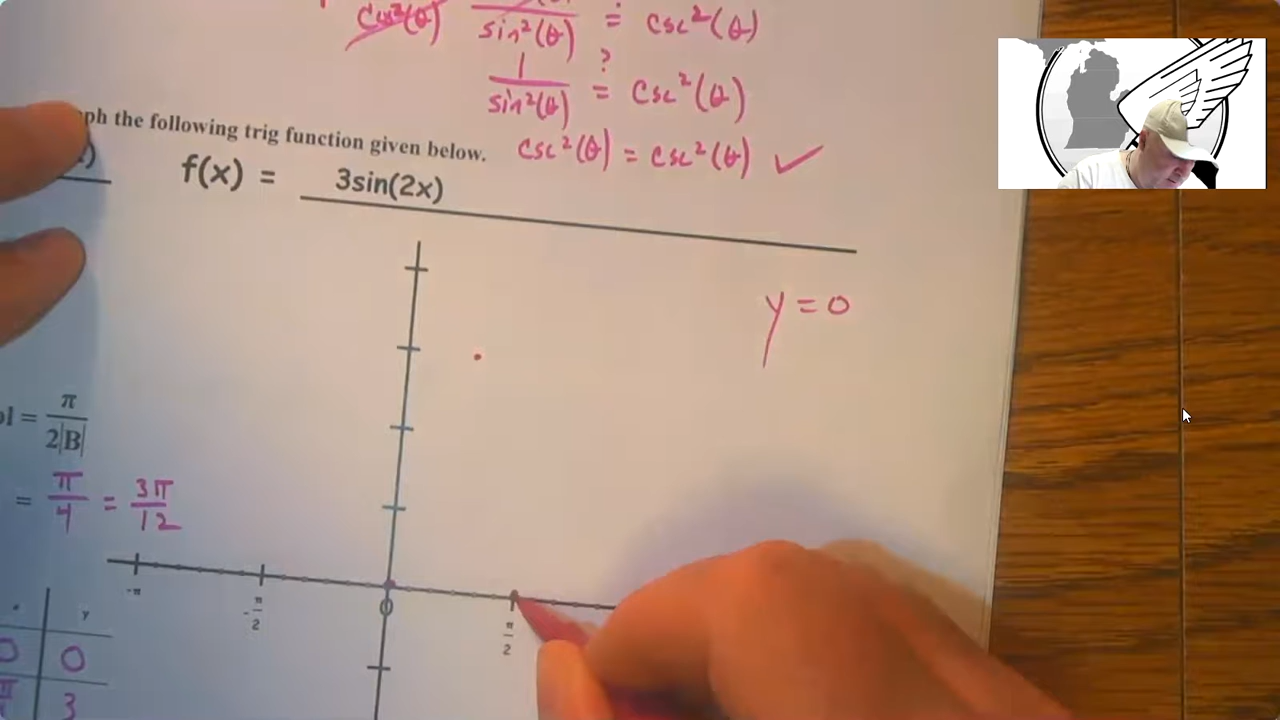 sin²(θ) = csc²(θ)
1/sin²(θ) ?= csc²(θ)
ph the following trig function given below.
csc²(θ) = csc²(θ) ✓
f(x) = 3sin(2x)
y = 0
= π/2|B|
= π/4 = 3π/12
-π
-π/2
0
π/2
y
0 0
3